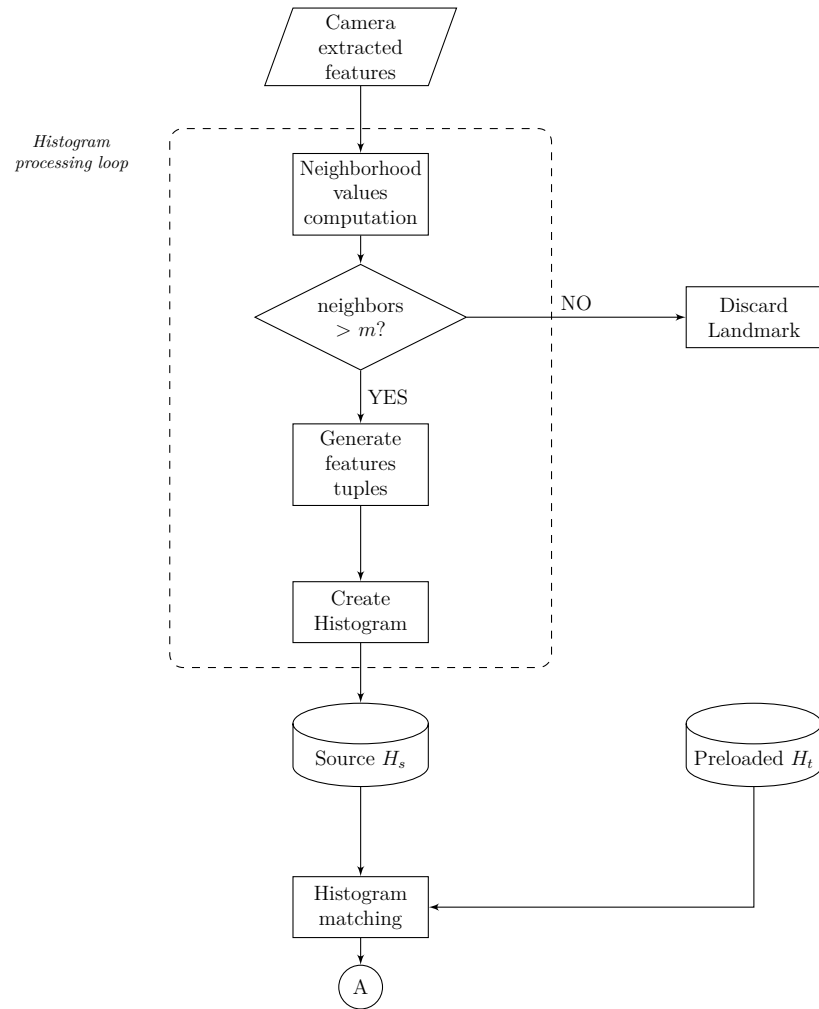 Camera
extracted
features
Histogram
processing loop
Neighborhood
values
computation
neighbors
> m?
NO
Discard
Landmark
YES
Generate
features
tuples
Create
Histogram
Source H_s
Preloaded H_t
Histogram
matching
A